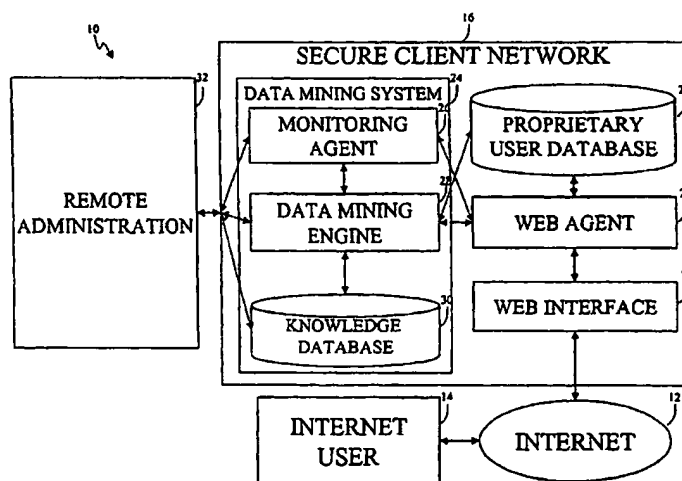 10
16
SECURE CLIENT NETWORK
32
REMOTE
ADMINISTRATION
DATA MINING SYSTEM
24
26
MONITORING
AGENT
28
DATA MINING
ENGINE
30
KNOWLEDGE
DATABASE
PROPRIETARY
USER DATABASE
WEB AGENT
WEB INTERFACE
14
INTERNET
USER
12
INTERNET